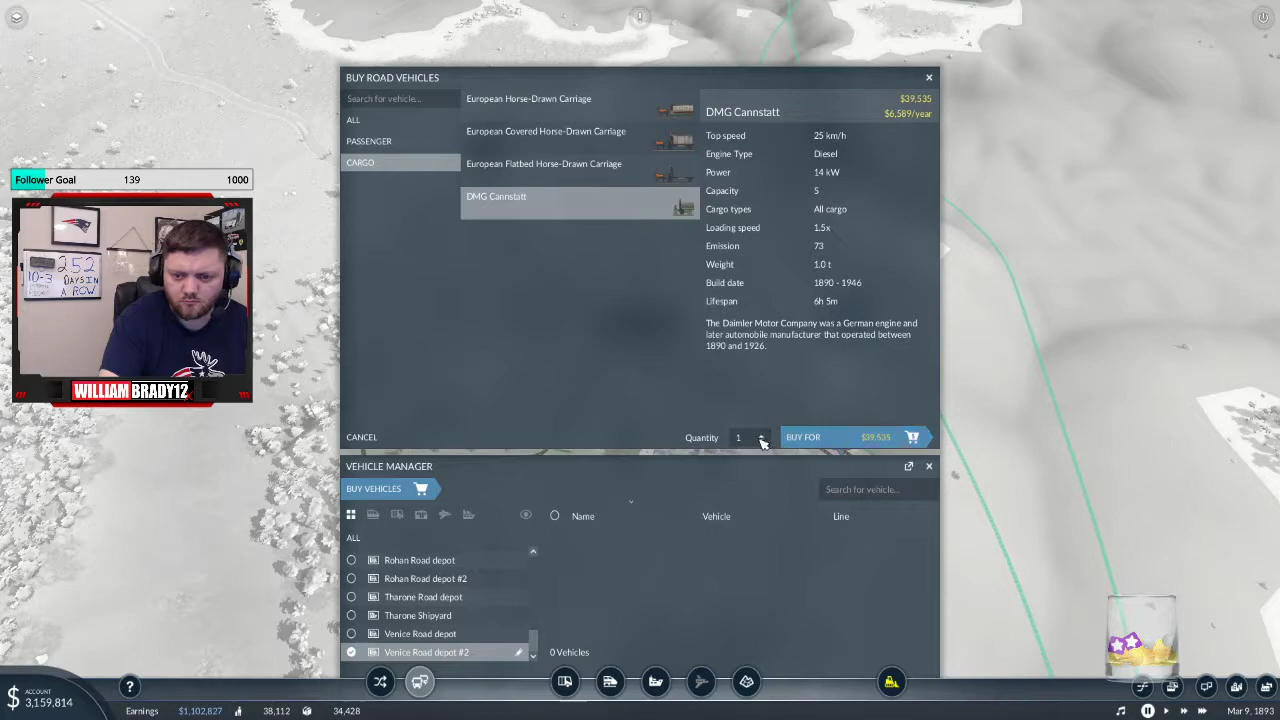 BUY ROAD VEHICLES
Search for vehicle...
ALL
PASSENGER
CARGO
European Horse-Drawn Carriage
European Covered Horse-Drawn Carriage
European Flatbed Horse-Drawn Carriage
DMG Cannstatt
$39,535
DMG Cannstatt
$6,589/year
Top speed 25 km/h
Engine Type Diesel
Power 14 kW
Capacity 5
Cargo types All cargo
Loading speed 1.5x
Emission 73
Weight 1.0 t
Build date 1890 - 1946
Lifespan 6h 5m
The Daimler Motor Company was a German engine and
later automobile manufacturer that operated between
1890 and 1926.
CANCEL
Quantity 1
BUY FOR $39,535
Follower Goal 139 1000
252
10-3 DAYS IN
A ROW
WILLIAM BRADY12
VEHICLE MANAGER
BUY VEHICLES
Search for vehicle...
Name Vehicle Line
ALL
Rohan Road depot
Rohan Road depot #2
Tharone Road depot
Tharone Shipyard
Venice Road depot
Venice Road depot #2
0 Vehicles
$ ACCOUNT
3,159,814
?
Earnings $1,102,827 38,112 34,428
Mar 9, 1893